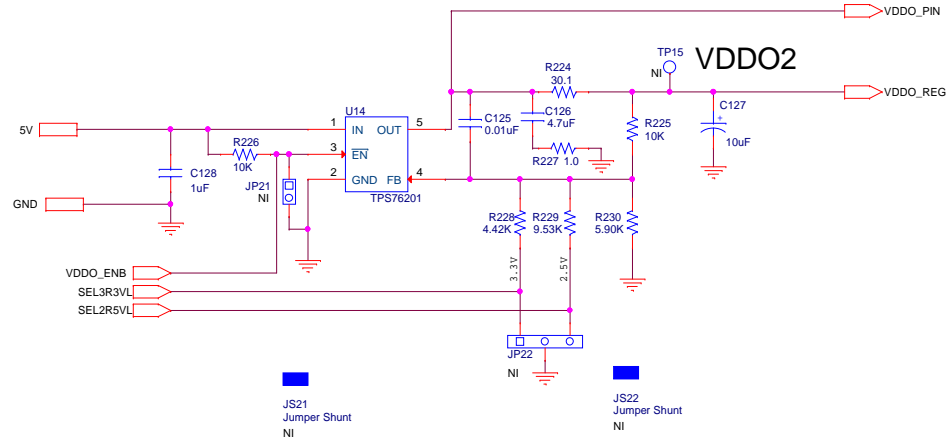 VDDO_PIN
TP15
VDDO2
NI
R224
30.1
VDDO_REG
U14
C125
0.01uF
C126
4.7uF
R225
10K
C127
+
10uF
5V
1
IN
OUT
5
R226
10K
3
EN
R227 1.0
2
GND
FB
4
TPS76201
C128
1uF
JP21
NI
GND
R228
4.42K
R229
9.53K
R230
5.90K
3.3V
2.5V
VDDO_ENB
SEL3R3VL
SEL2R5VL
JP22
NI
JS21
Jumper Shunt
NI
JS22
Jumper Shunt
NI